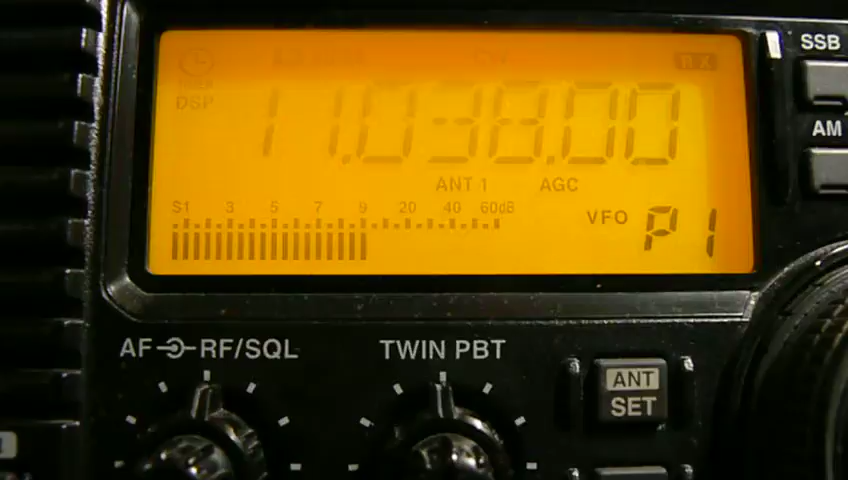 SSB
DSP
11.038.00
AM
ANT 1 AGC
S1 3 5 7 9 20 40 60dB
VFO P1
AF RF/SQL TWIN PBT
ANT
SET